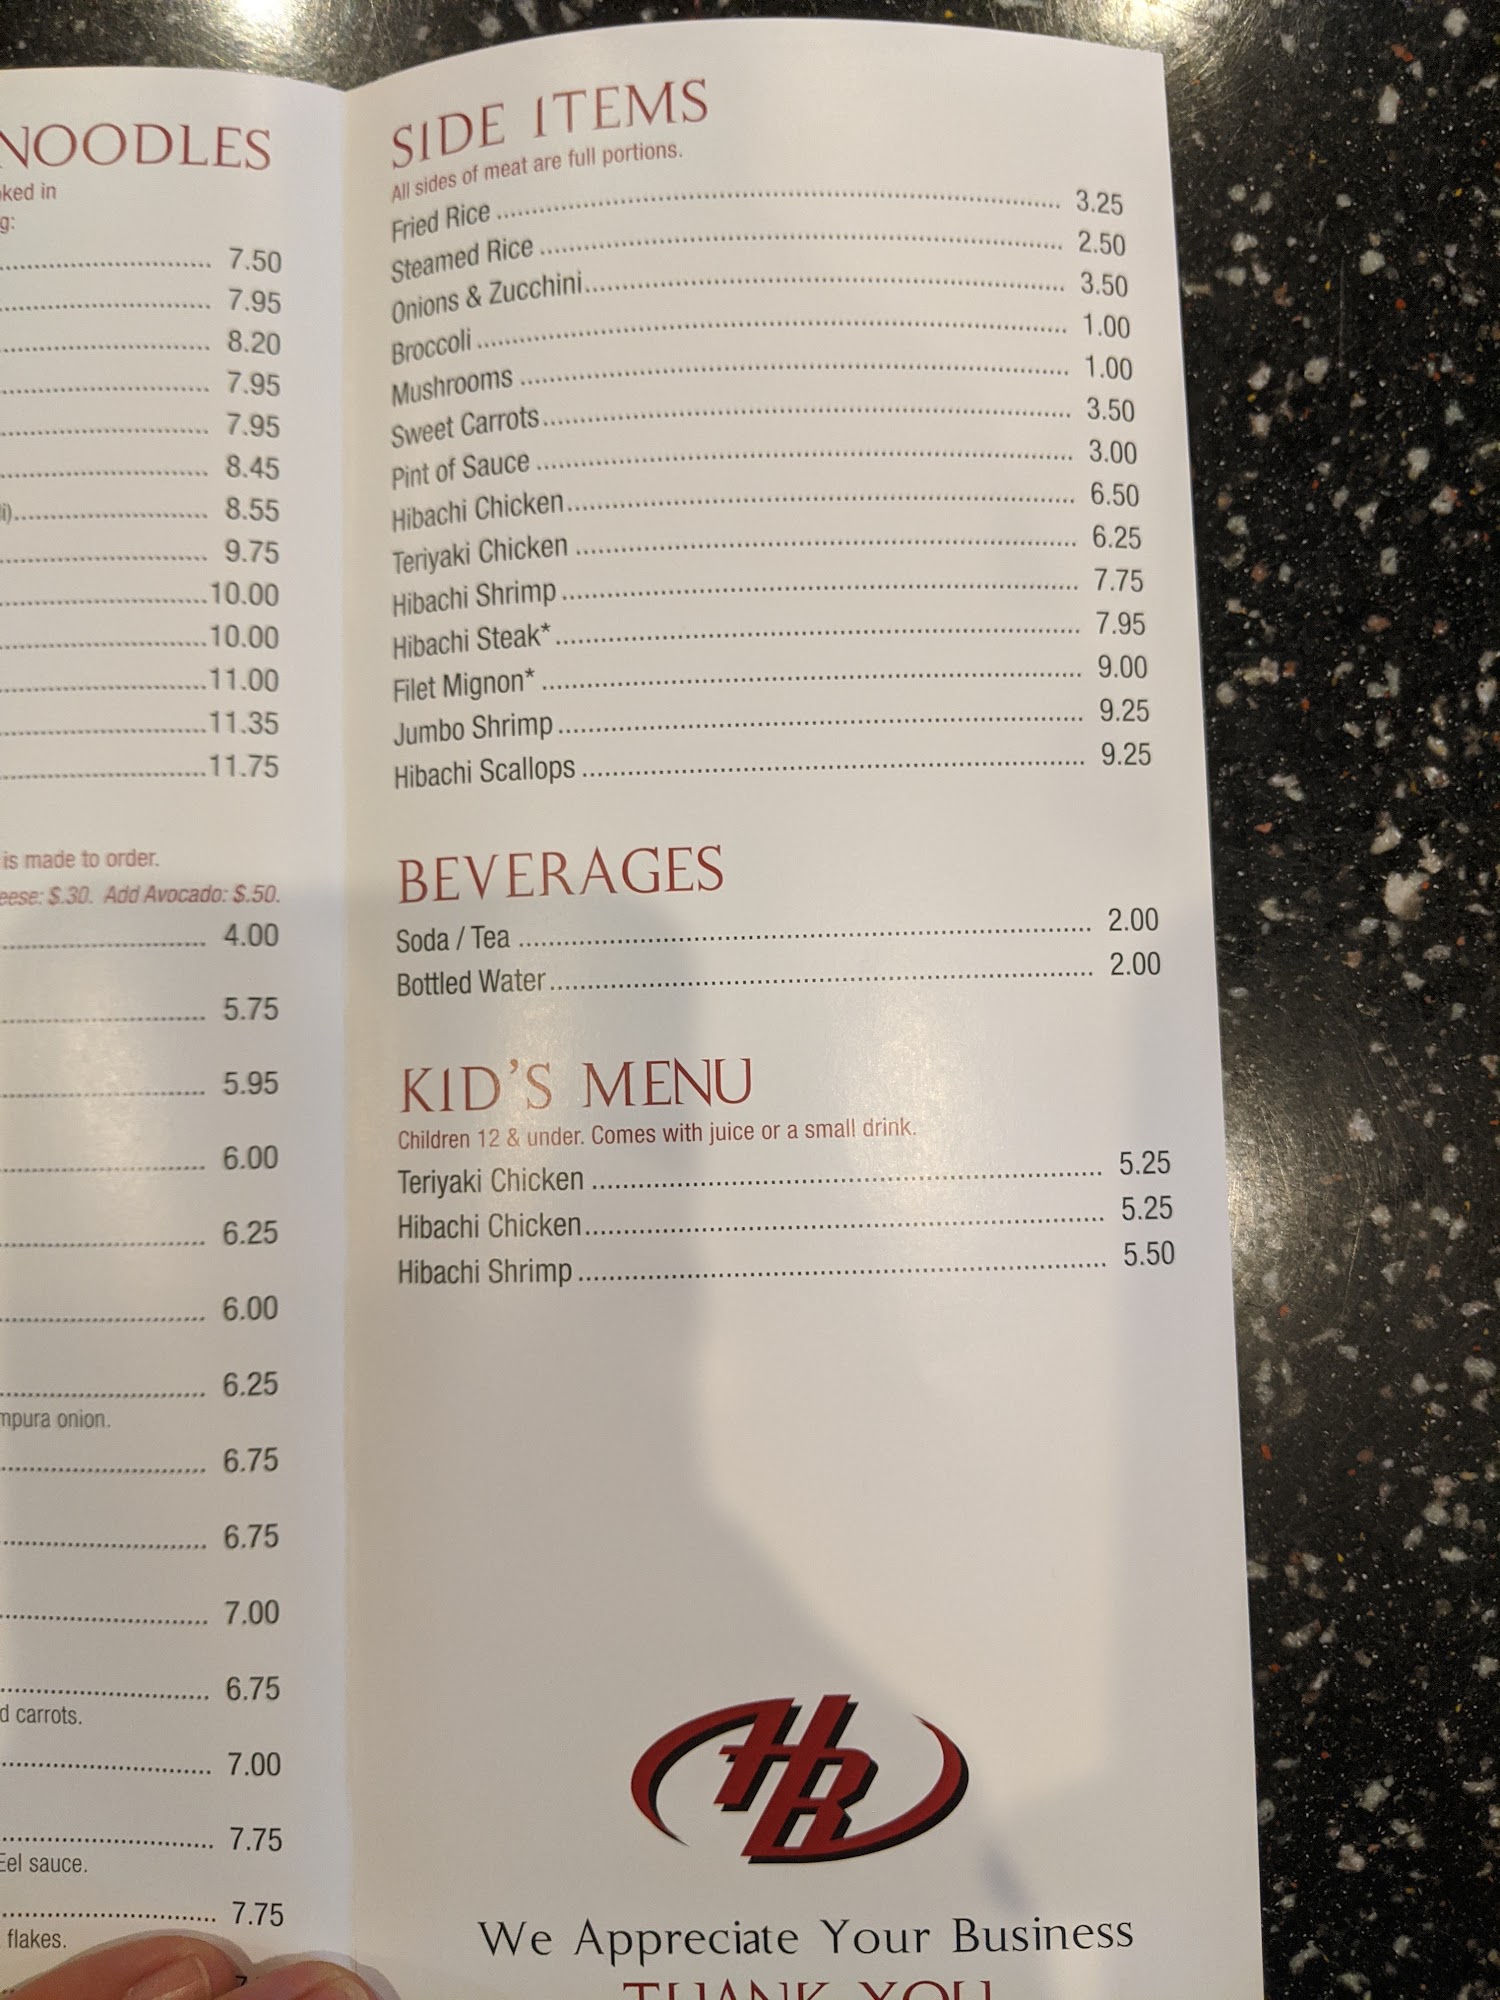 NOODLES
ked in
g:
7.50
7.95
8.20
7.95
7.95
8.45
i) 8.55
9.75
10.00
10.00
11.00
11.35
11.75
is made to order.
eese: $.30. Add Avocado: $.50.
4.00
5.75
5.95
6.00
6.25
6.00
6.25
mpura onion.
6.75
6.75
7.00
6.75
d carrots.
7.00
7.75
Eel sauce.
7.75
flakes.
SIDE ITEMS
All sides of meat are full portions.
Fried Rice 3.25
Steamed Rice 2.50
Onions & Zucchini 3.50
Broccoli 1.00
Mushrooms 1.00
Sweet Carrots 3.50
Pint of Sauce 3.00
Hibachi Chicken 6.50
Teriyaki Chicken 6.25
Hibachi Shrimp 7.75
Hibachi Steak* 7.95
Filet Mignon* 9.00
Jumbo Shrimp 9.25
Hibachi Scallops 9.25
BEVERAGES
Soda / Tea 2.00
Bottled Water 2.00
KID'S MENU
Children 12 & under. Comes with juice or a small drink.
Teriyaki Chicken 5.25
Hibachi Chicken 5.25
Hibachi Shrimp 5.50
HB
We Appreciate Your Business
THANK YOU